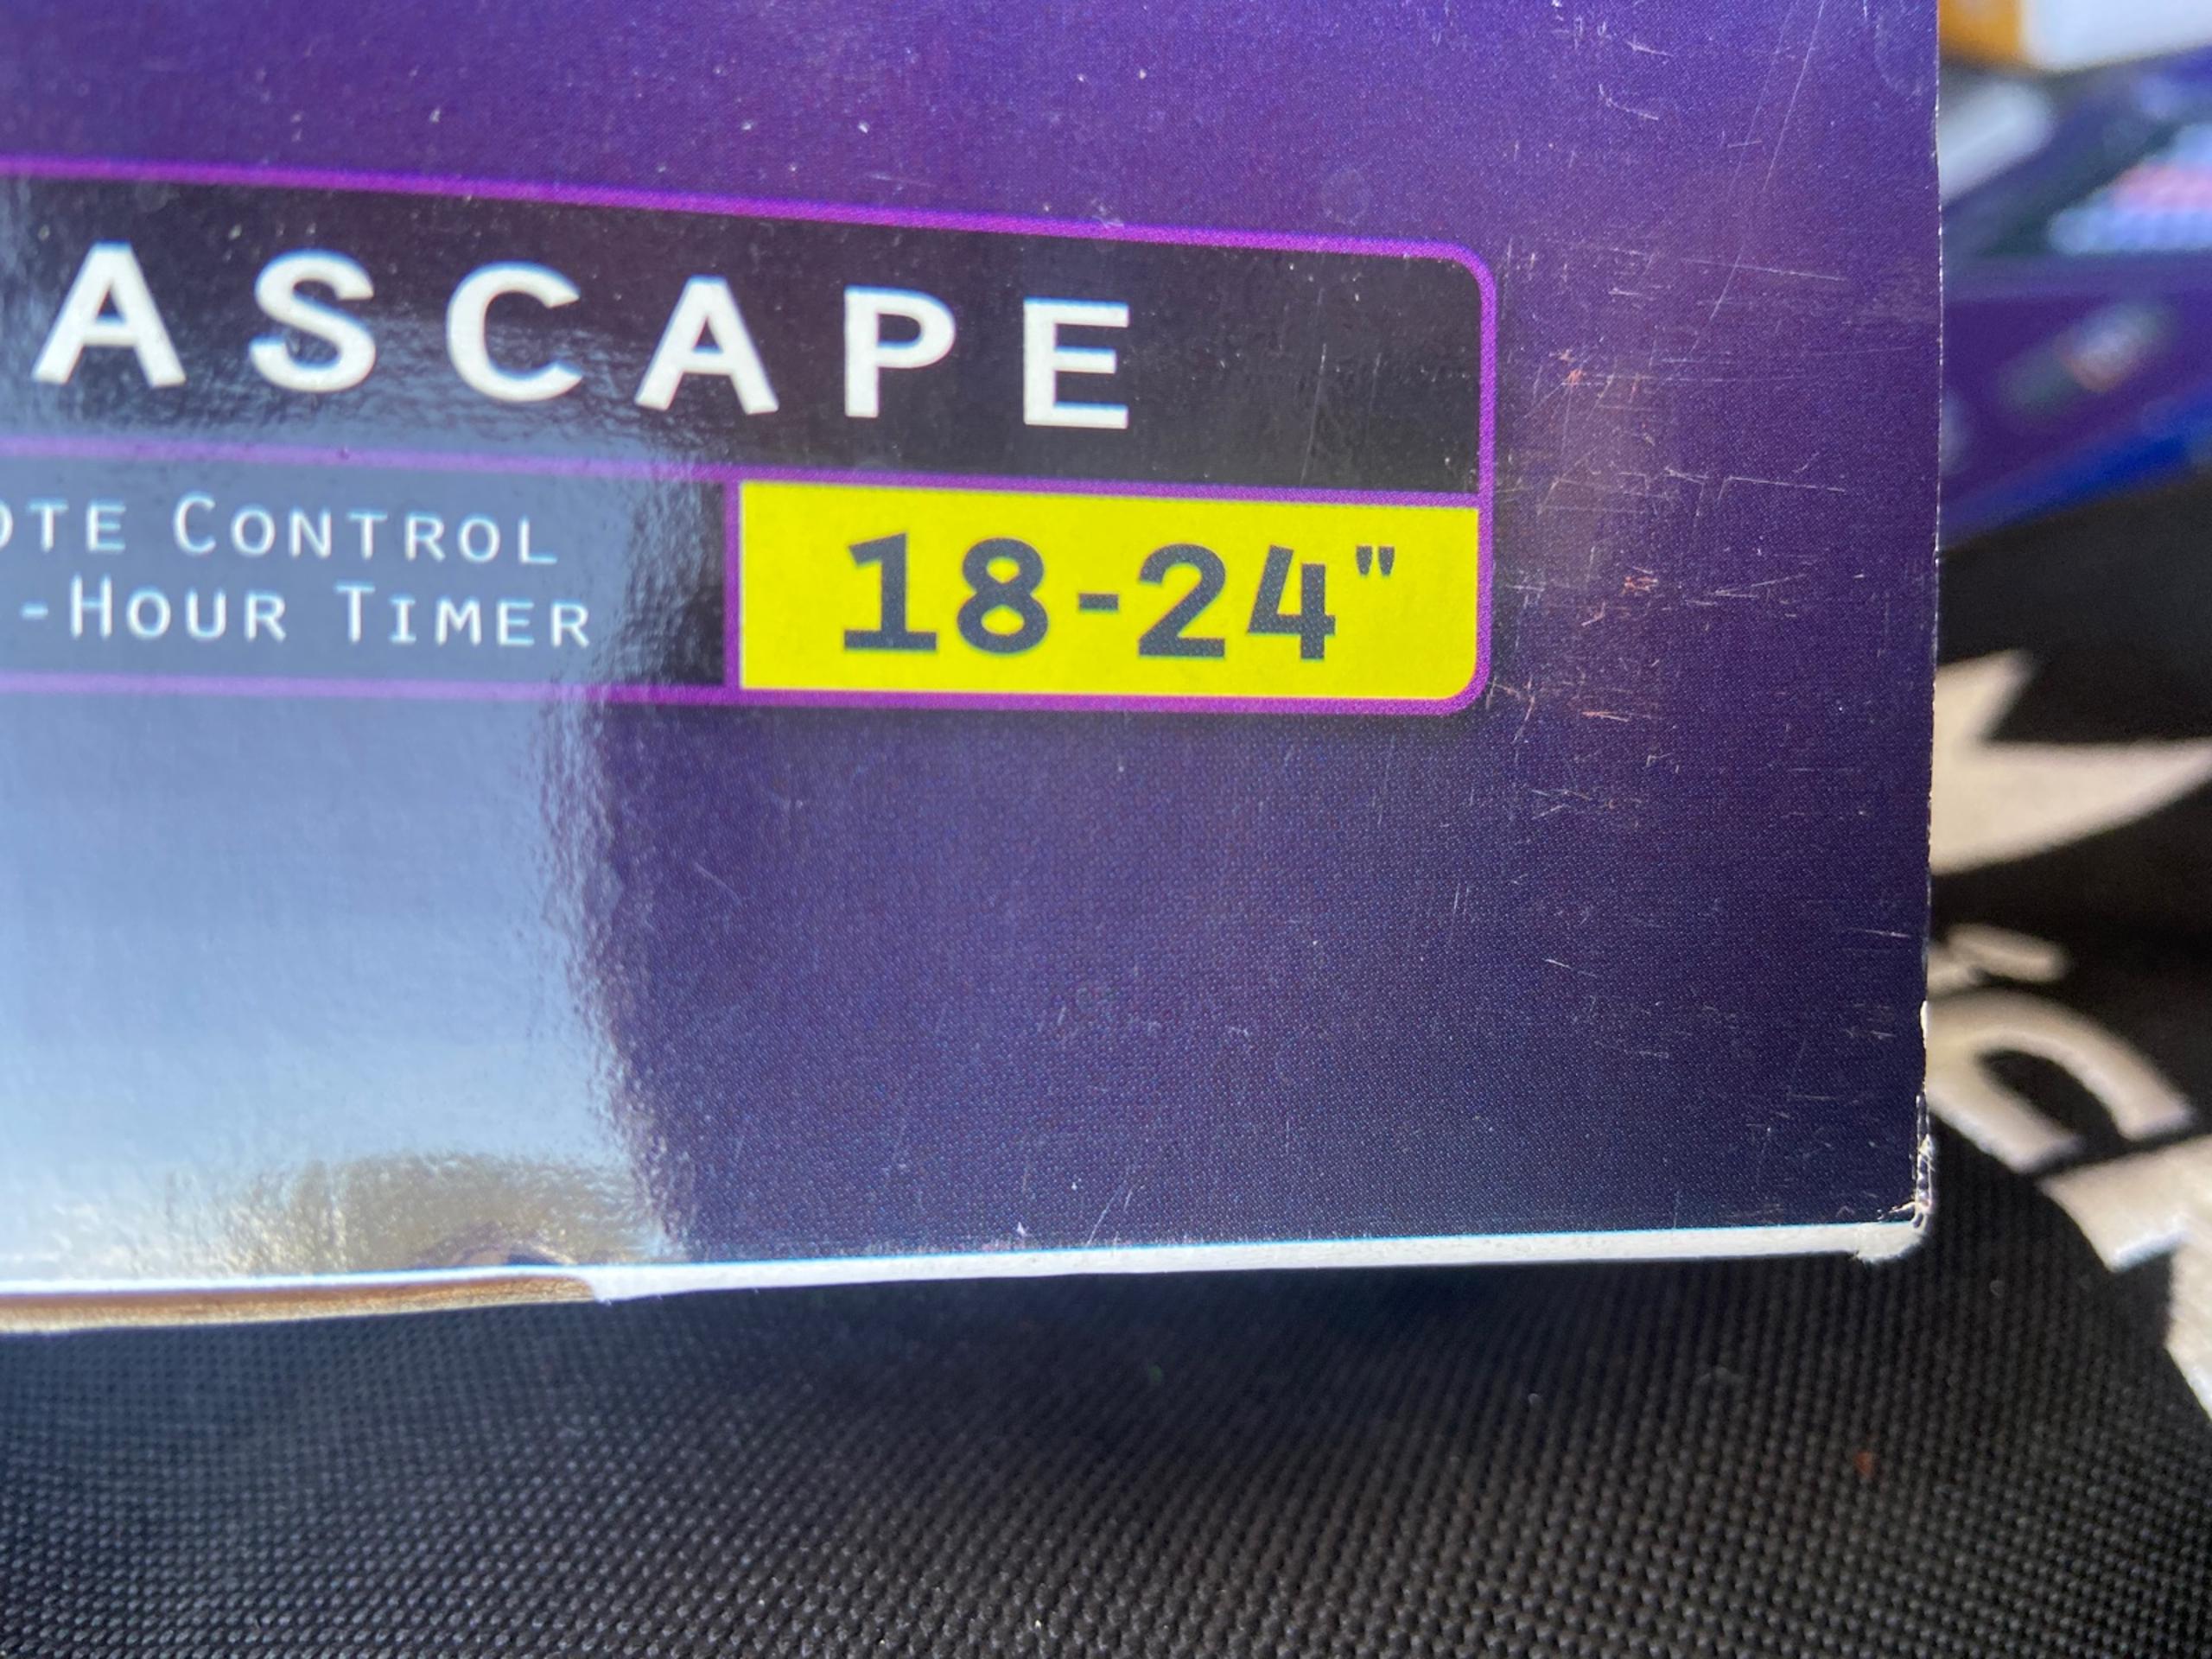 ASCAPE
OTE CONTROL
-HOUR TIMER
18-24"